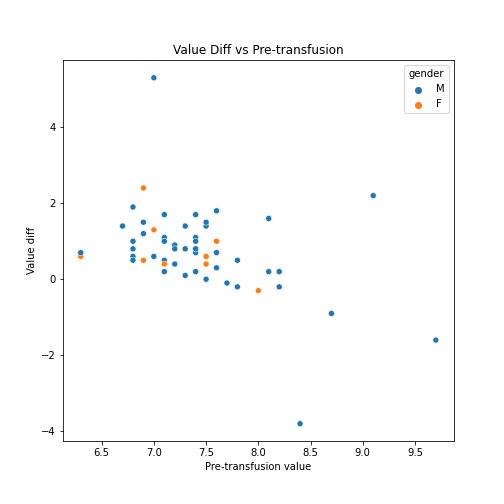 Value Diff vs Pre-transfusion
gender
M
F
4
2
0
−2
−4
Value diff
6.5 7.0 7.5 8.0 8.5 9.0 9.5
Pre-transfusion value